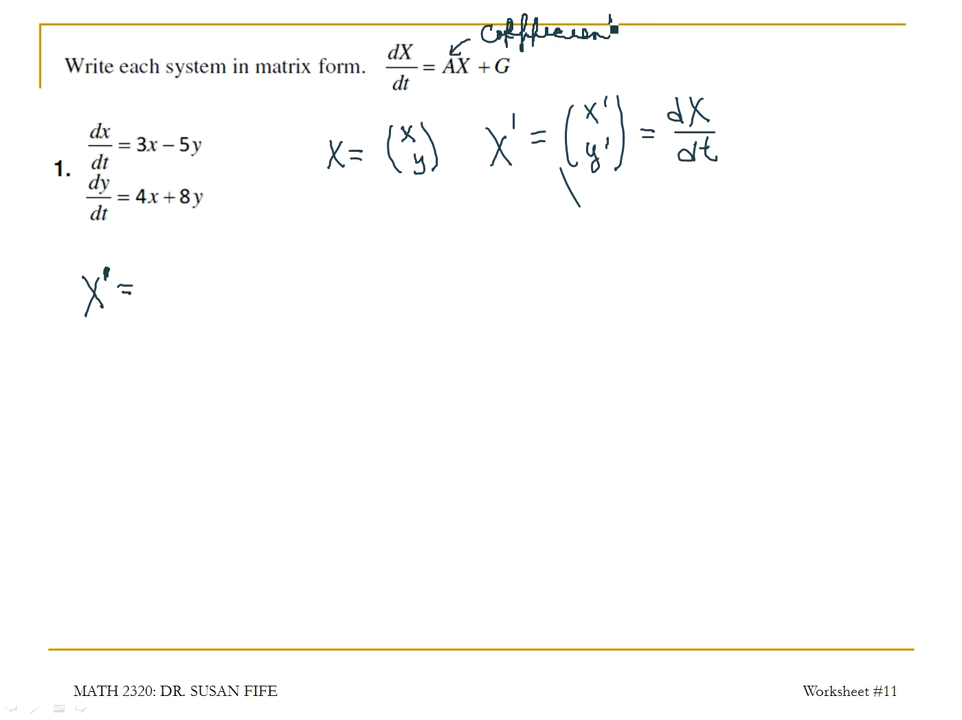 coefficient
Write each system in matrix form. dX/dt = AX + G
1. dx/dt = 3x − 5y
dy/dt = 4x + 8y
X = (x y) X' = (x' y') = dX/dt
X' =
MATH 2320: DR. SUSAN FIFE
Worksheet #11